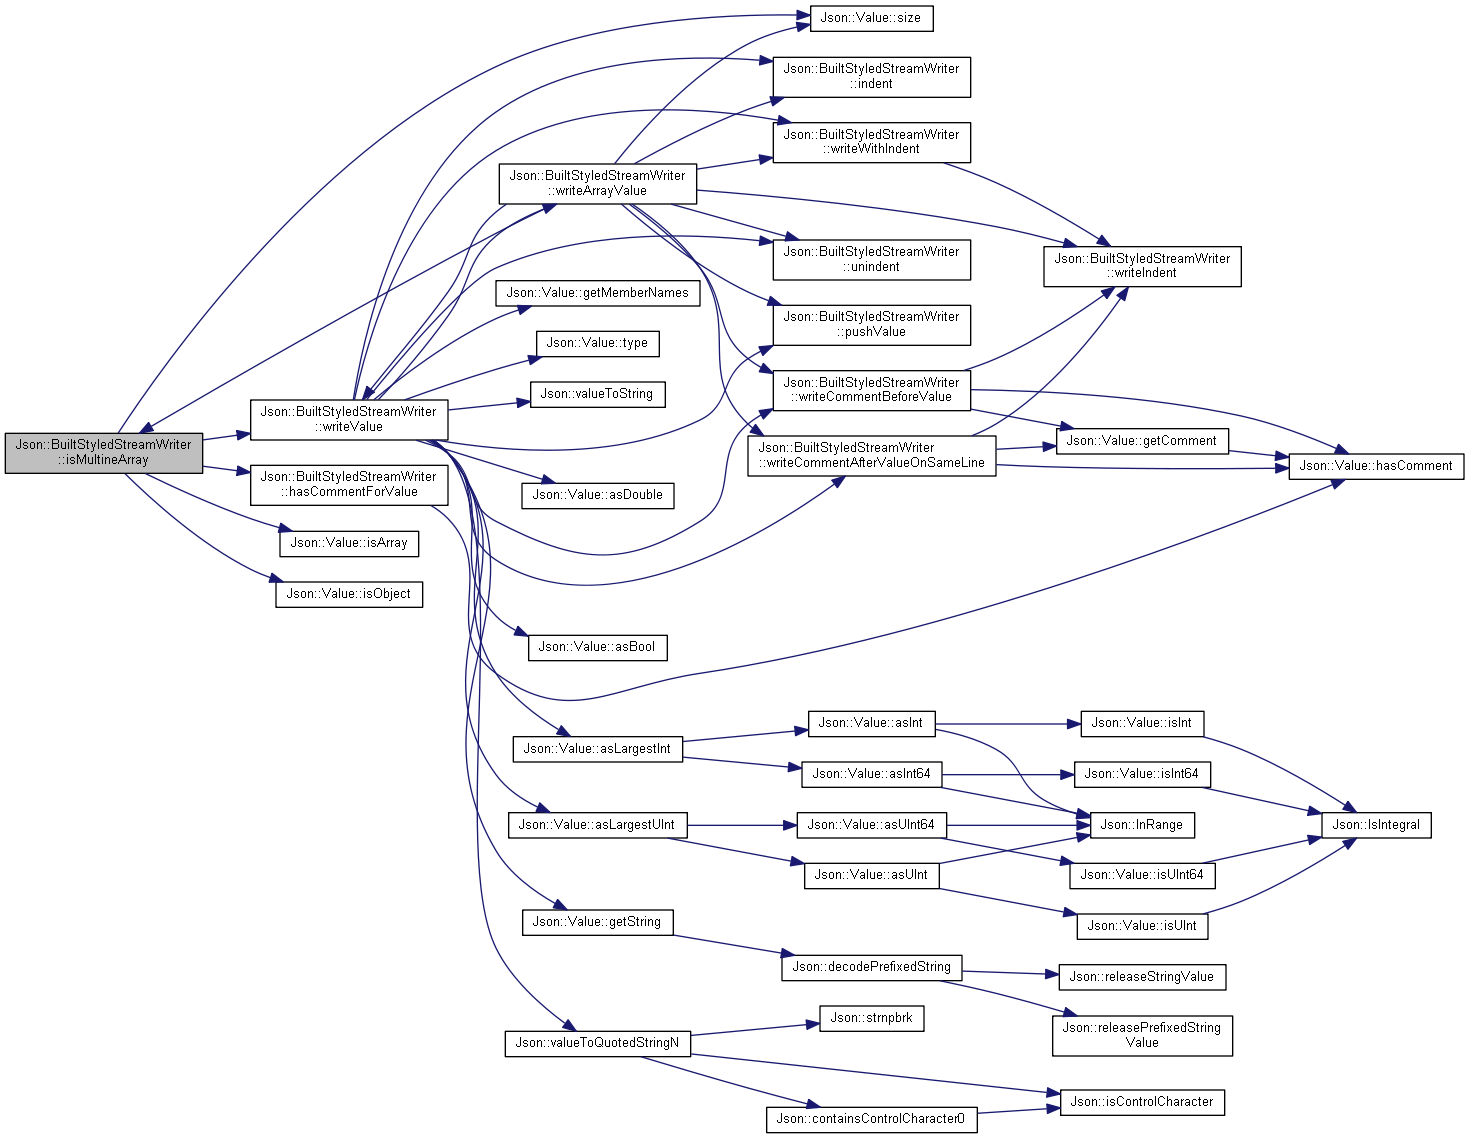 Json::Value::size
Json::BuiltStyledStreamWriter
::indent
Json::BuiltStyledStreamWriter
::writeWithIndent
Json::BuiltStyledStreamWriter
::writeArrayValue
Json::BuiltStyledStreamWriter
::unindent
Json::BuiltStyledStreamWriter
::writeIndent
Json::Value::getMemberNames
Json::BuiltStyledStreamWriter
::pushValue
Json::Value::type
Json::valueToString
Json::BuiltStyledStreamWriter
::writeCommentBeforeValue
Json::BuiltStyledStreamWriter
::writeValue
Json::BuiltStyledStreamWriter
::isMultineArray
Json::BuiltStyledStreamWriter
::writeCommentAfterValueOnSameLine
Json::Value::getComment
Json::Value::hasComment
Json::BuiltStyledStreamWriter
::hasCommentForValue
Json::Value::asDouble
Json::Value::isArray
Json::Value::isObject
Json::Value::asBool
Json::Value::asInt
Json::Value::isInt
Json::Value::asLargestInt
Json::Value::asInt64
Json::Value::isInt64
Json::Value::asLargestUInt
Json::Value::asUInt64
Json::InRange
Json::IsIntegral
Json::Value::asUInt
Json::Value::isUInt64
Json::Value::getString
Json::Value::isUInt
Json::decodePrefixedString
Json::releaseStringValue
Json::strnpbrk
Json::releasePrefixedString
Value
Json::valueToQuotedStringN
Json::isControlCharacter
Json::containsControlCharacter0